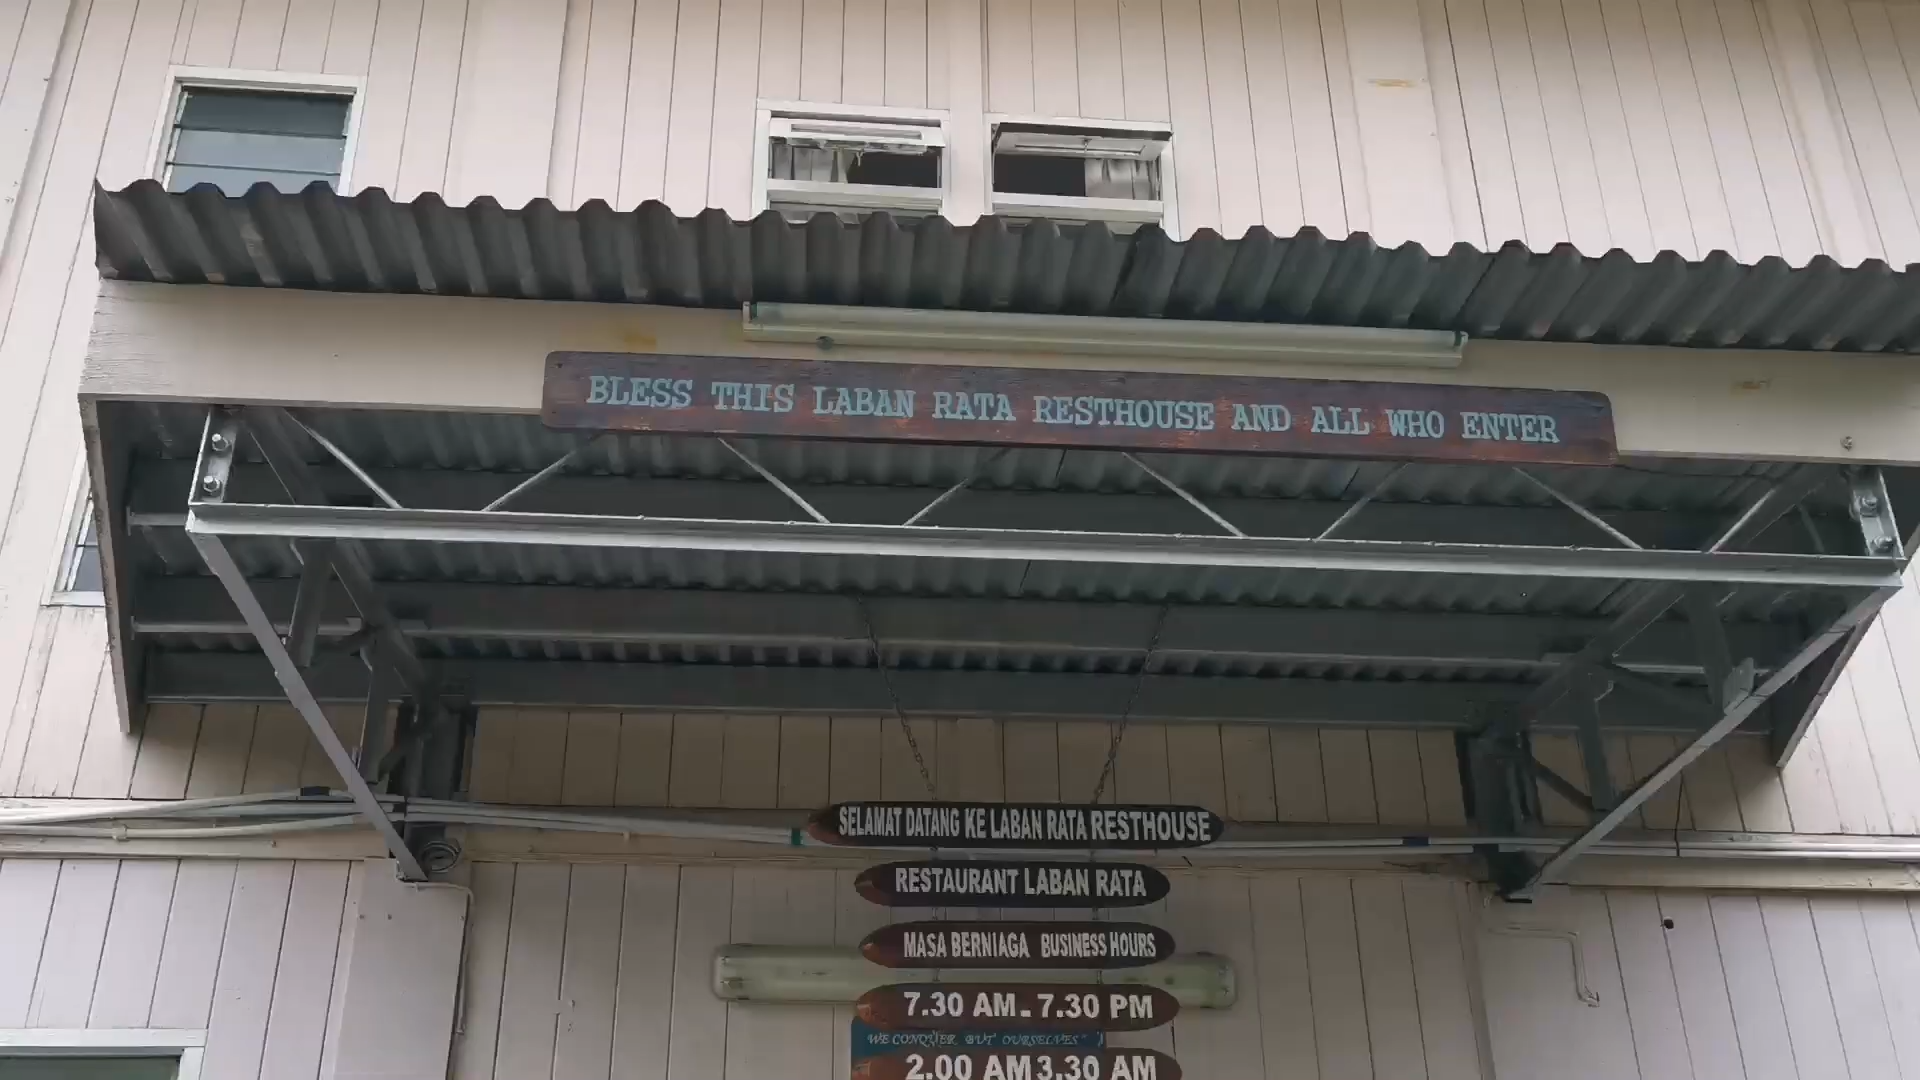 BLESS THIS LABAN RATA RESTHOUSE AND ALL WHO ENTER
SELAMAT DATANG KE LABAN RATA RESTHOUSE
RESTAURANT LABAN RATA
MASA BERNIAGA BUSINESS HOURS
7.30 AM - 7.30 PM
WE CONQUER BUT OURSELVES"
2.00 AM 3.30 AM